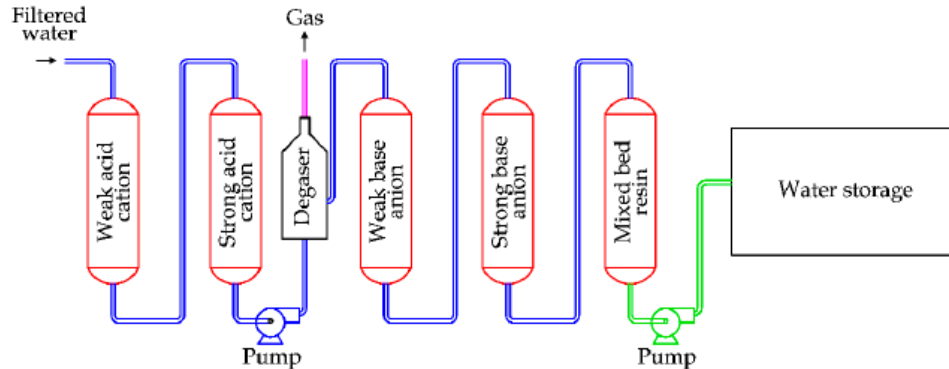 Filtered
water
Gas
Weak acid
cation
Strong acid
cation
Degaser
Weak base
anion
Strong base
anion
Mixed bed
resin
Water storage
Pump
Pump